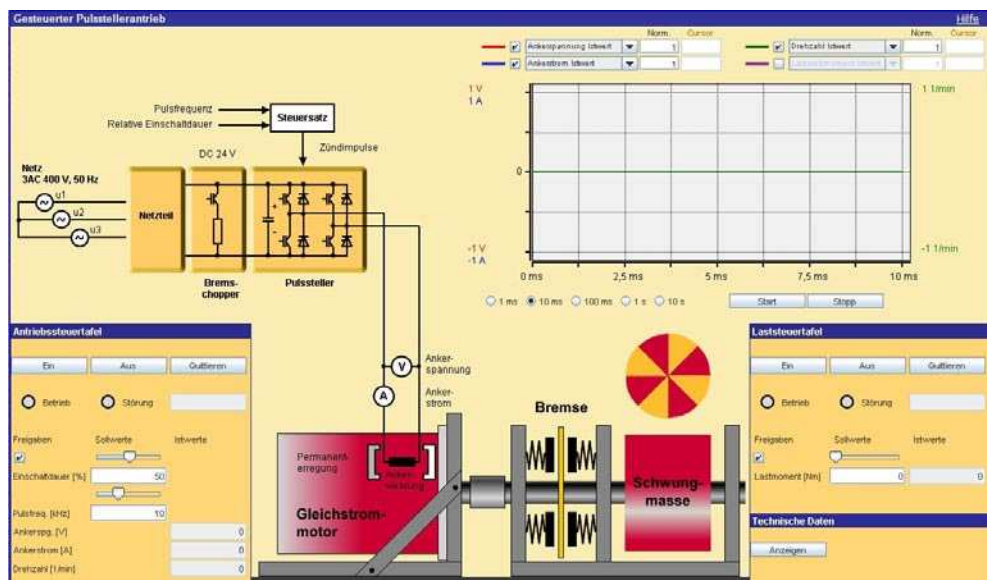 Gesteuerter Pulsstellerantrieb
Hilfe
Norm. Cursor
Norm. Cursor
Ankerspannung Istwert 1
Drehzahl Istwert 1
Ankerstrom Istwert 1
1
1 V
1 A
1 1/min
0
-1 V
-1 A
-1 1/min
0 ms 2,5 ms 5 ms 7,5 ms 10 ms
1 ms 10 ms 100 ms 1 s 10 s
Start Stopp
Pulsfrequenz
Relative Einschaltdauer
Steuersatz
Zündimpulse
DC 24 V
Netz
3AC 400 V, 50 Hz
u1
u2
u3
Netzteil
+
-
Brems-
chopper
Pulssteller
Antriebssteuertafel
Ein Aus Quittieren
Betrieb Störung
Freigaben Sollwerte Istwerte
Einschaltdauer [%] 50
Pulsfreq. [kHz] 10
Ankerspg. [V] 0
Ankerstrom [A] 0
Drehzahl [1/min] 0
V
Anker-
spannung
A
Anker-
strom
Permanent-
erregung
Gleichstrom-
motor
Bremse
Schwung-
masse
Laststeuertafel
Ein Aus Quittieren
Betrieb Störung
Freigaben Sollwerte Istwerte
Lastmoment [Nm] 0 0
Technische Daten
Anzeigen